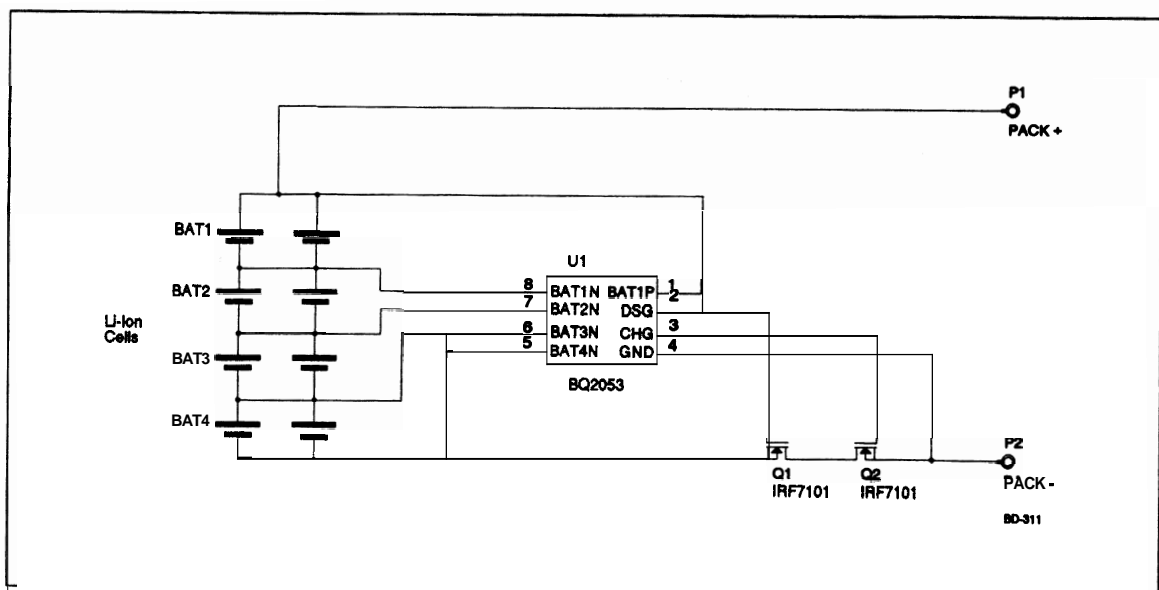 P1
PACK +
BAT1
BAT2
Li-Ion
Cells
BAT3
BAT4
U1
8 BAT1N BAT1P 1
7 BAT2N DSG 2
6 BAT3N CHG 3
5 BAT4N GND 4
BQ2053
Q1
IRF7101
Q2
IRF7101
P2
PACK -
BD-311